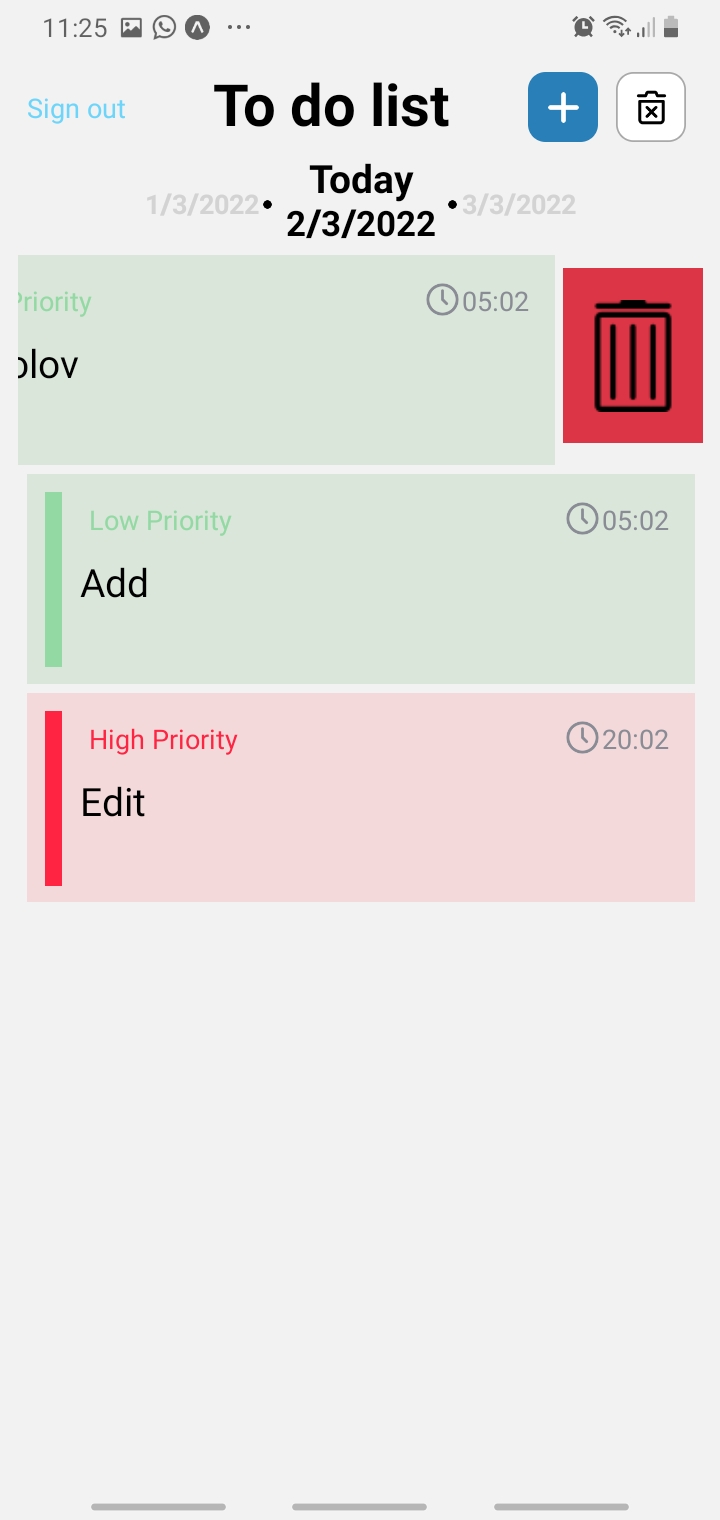 11:25
Sign out
To do list
1/3/2022
Today
2/3/2022
3/3/2022
Priority
05:02
olov
Low Priority
05:02
Add
High Priority
20:02
Edit